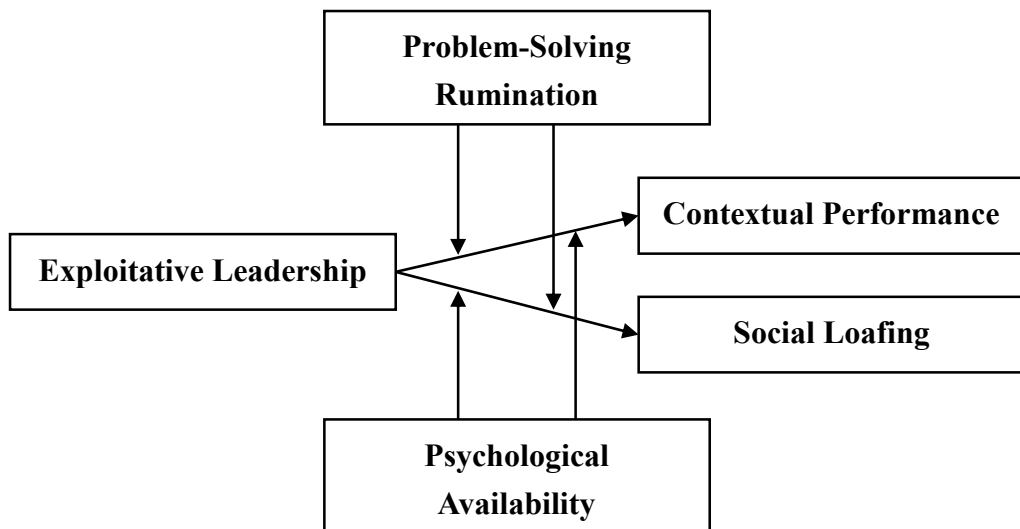 Problem-Solving
Rumination
Contextual Performance
Exploitative Leadership
Social Loafing
Psychological
Availability